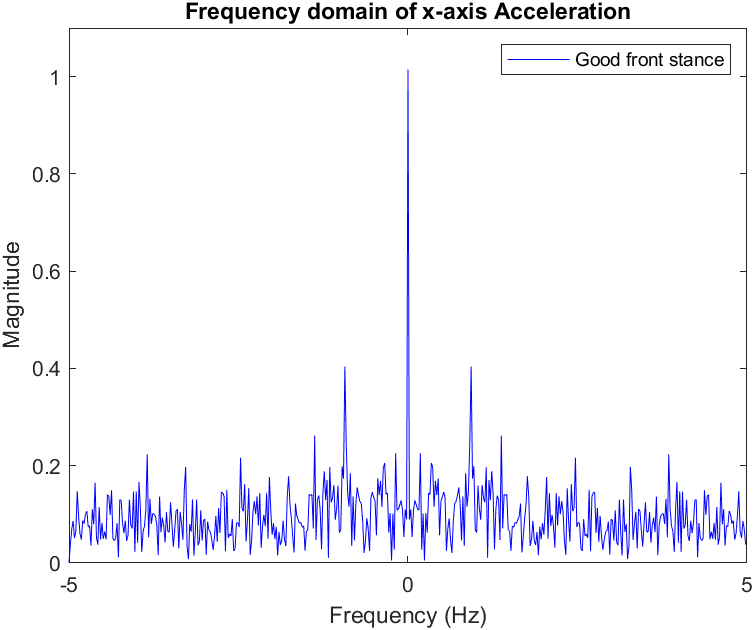 Frequency domain of x-axis Acceleration
Good front stance
1
0.8
0.6
0.4
0.2
0
Magnitude
-5
0
5
Frequency (Hz)